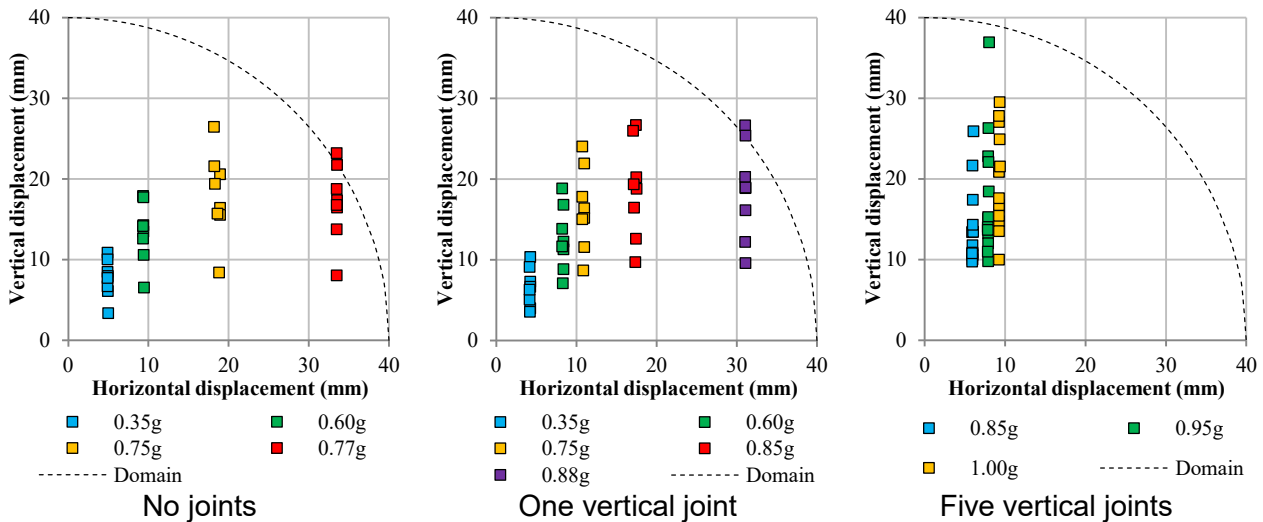 Vertical displacement (mm)
40
30
20
10
0
0 10 20 30 40
Horizontal displacement (mm)
0.35g 0.60g
0.75g 0.77g
Domain
No joints
Vertical displacement (mm)
40
30
20
10
0
0 10 20 30 40
Horizontal displacement (mm)
0.35g 0.60g
0.75g 0.85g
0.88g Domain
One vertical joint
Vertical displacement (mm)
40
30
20
10
0
0 10 20 30 40
Horizontal displacement (mm)
0.85g 0.95g
1.00g Domain
Five vertical joints